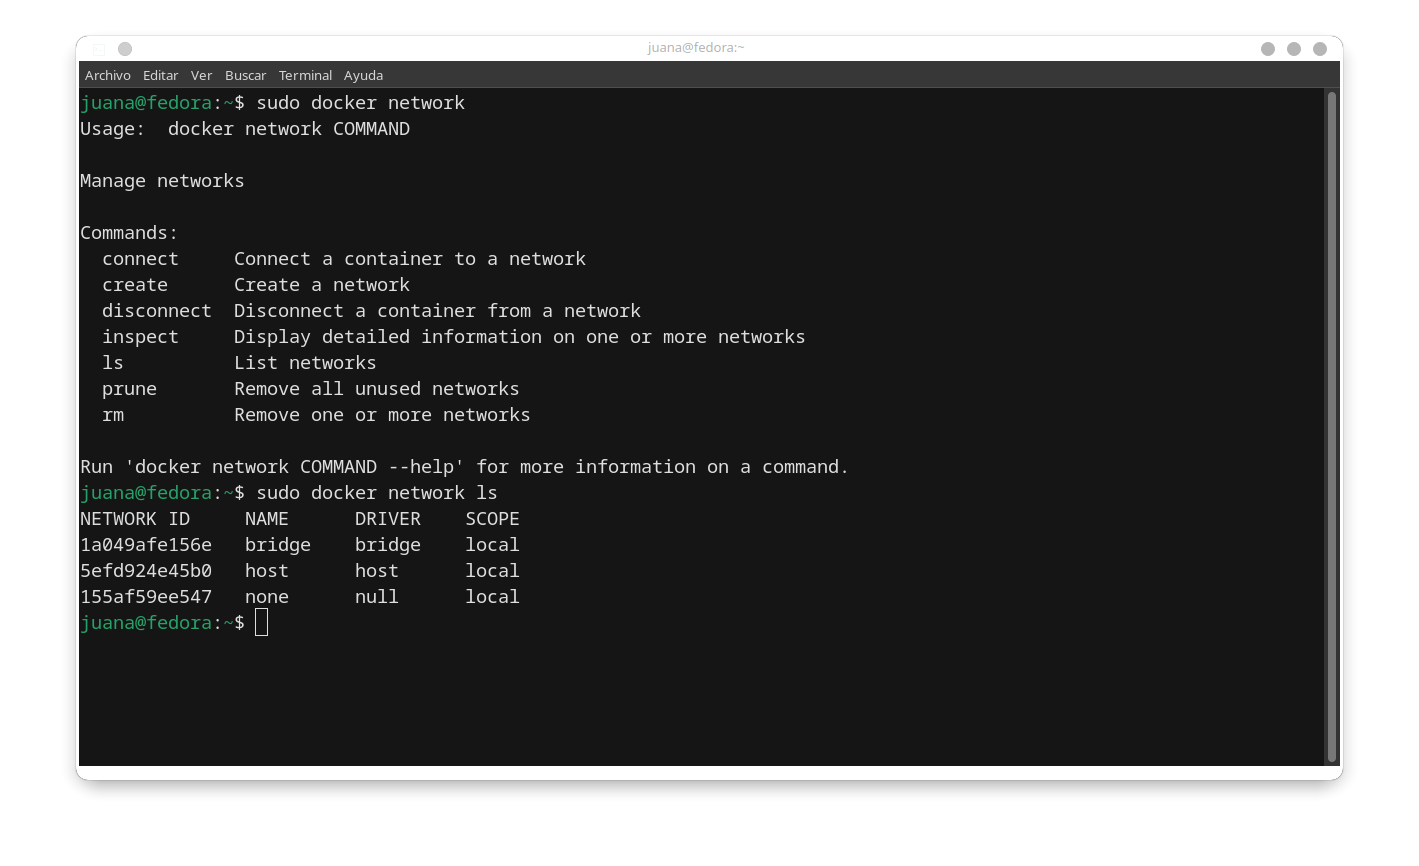 juana@fedora:~
Archivo Editar Ver Buscar Terminal Ayuda
juana@fedora:~$ sudo docker network
Usage:  docker network COMMAND

Manage networks

Commands:
  connect     Connect a container to a network
  create      Create a network
  disconnect  Disconnect a container from a network
  inspect     Display detailed information on one or more networks
  ls          List networks
  prune       Remove all unused networks
  rm          Remove one or more networks

Run 'docker network COMMAND --help' for more information on a command.
juana@fedora:~$ sudo docker network ls
NETWORK ID     NAME      DRIVER    SCOPE
1a049afe156e   bridge    bridge    local
5efd924e45b0   host      host      local
155af59ee547   none      null      local
juana@fedora:~$